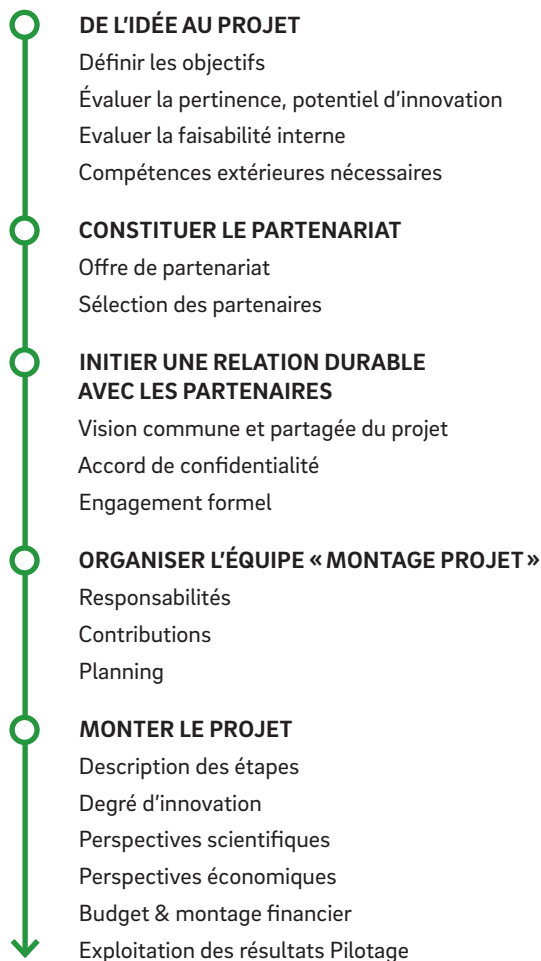 DE L'IDÉE AU PROJET
Définir les objectifs
Évaluer la pertinence, potentiel d'innovation
Evaluer la faisabilité interne
Compétences extérieures nécessaires
CONSTITUER LE PARTENARIAT
Offre de partenariat
Sélection des partenaires
INITIER UNE RELATION DURABLE
AVEC LES PARTENAIRES
Vision commune et partagée du projet
Accord de confidentialité
Engagement formel
ORGANISER L'ÉQUIPE « MONTAGE PROJET »
Responsabilités
Contributions
Planning
MONTER LE PROJET
Description des étapes
Degré d'innovation
Perspectives scientifiques
Perspectives économiques
Budget & montage financier
Exploitation des résultats Pilotage